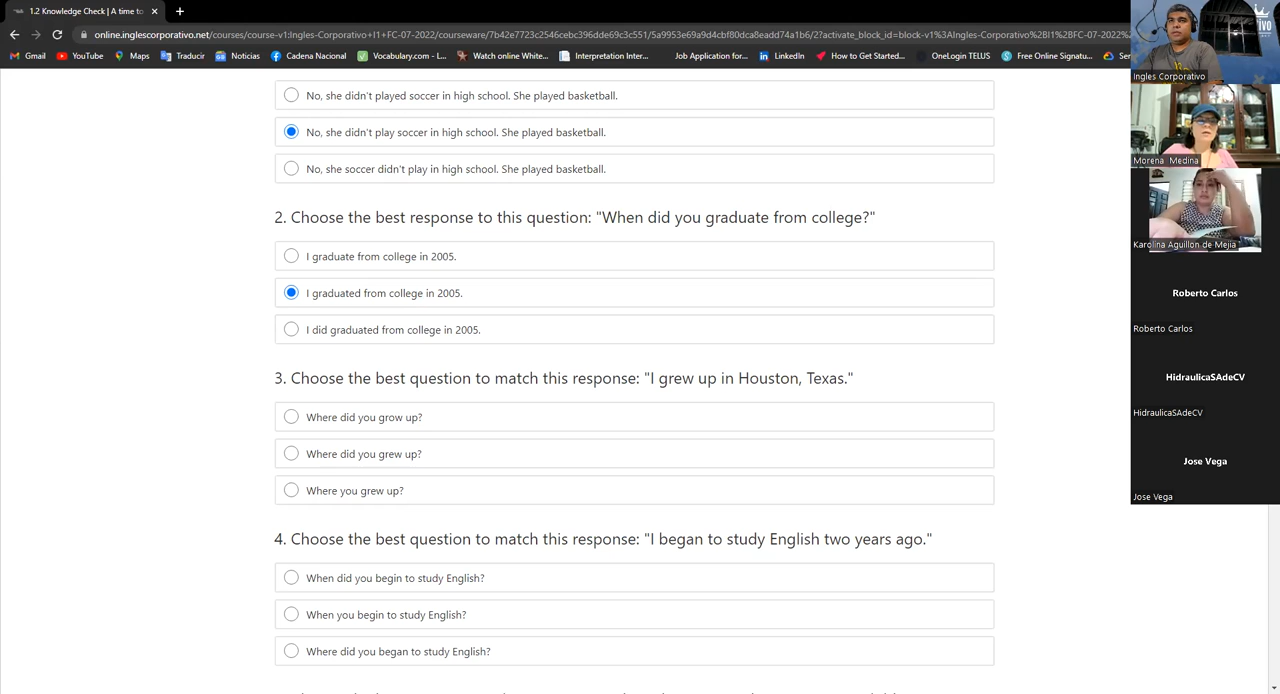 1.2 Knowledge Check | A time to
online.inglescorporativo.net/courses/course-v1:Ingles-Corporativo+I1+FC-07-2022/courseware/7b42e7723c2546cebc396dde69c3c551/5a9953e69a9d4cbf80dca8eadd74a1b6/2?activate_block_id=block-v1%3AIngles-Corporativo%2BI1%2BFC-07-2022%2
Gmail YouTube Maps Traducir Noticias Cadena Nacional Vocabulary.com - L... Watch online White... Interpretation Inter... Job Application for... LinkedIn How to Get Started... OneLogin TELUS Free Online Signatu... Ser
Ingles Corporativo
No, she didn't played soccer in high school. She played basketball.
No, she didn't play soccer in high school. She played basketball.
Morena Medina
No, she soccer didn't play in high school. She played basketball.
2. Choose the best response to this question: "When did you graduate from college?"
Karolina Aguillon de Mejia
I graduate from college in 2005.
I graduated from college in 2005.
Roberto Carlos
Roberto Carlos
I did graduated from college in 2005.
3. Choose the best question to match this response: "I grew up in Houston, Texas."
HidraulicaSAdeCV
HidraulicaSAdeCV
Where did you grow up?
Where did you grew up?
Jose Vega
Where you grew up?
Jose Vega
4. Choose the best question to match this response: "I began to study English two years ago."
When did you begin to study English?
When you begin to study English?
Where did you began to study English?